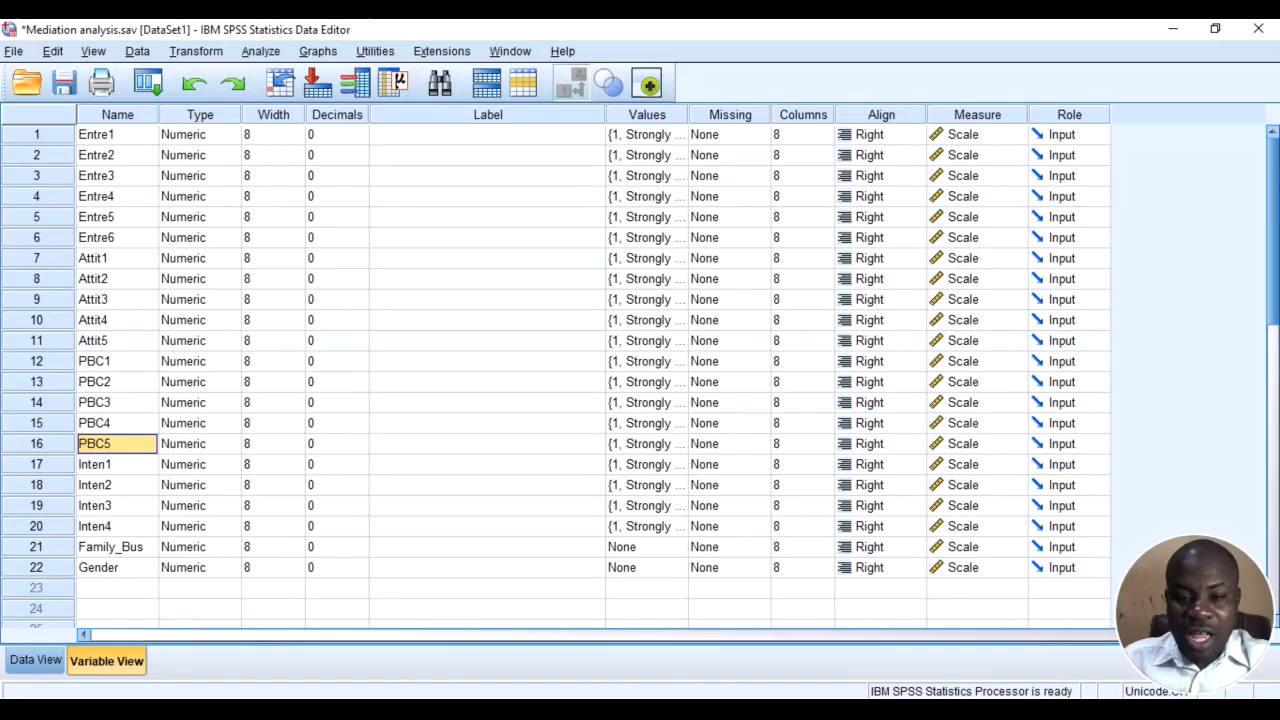 *Mediation analysis.sav [DataSet1] - IBM SPSS Statistics Data Editor
File Edit View Data Transform Analyze Graphs Utilities Extensions Window Help
Name Type Width Decimals Label Values Missing Columns Align Measure Role
1 Entre1 Numeric 8 0 {1, Strongly ... None 8 Right Scale Input
2 Entre2 Numeric 8 0 {1, Strongly ... None 8 Right Scale Input
3 Entre3 Numeric 8 0 {1, Strongly ... None 8 Right Scale Input
4 Entre4 Numeric 8 0 {1, Strongly ... None 8 Right Scale Input
5 Entre5 Numeric 8 0 {1, Strongly ... None 8 Right Scale Input
6 Entre6 Numeric 8 0 {1, Strongly ... None 8 Right Scale Input
7 Attit1 Numeric 8 0 {1, Strongly ... None 8 Right Scale Input
8 Attit2 Numeric 8 0 {1, Strongly ... None 8 Right Scale Input
9 Attit3 Numeric 8 0 {1, Strongly ... None 8 Right Scale Input
10 Attit4 Numeric 8 0 {1, Strongly ... None 8 Right Scale Input
11 Attit5 Numeric 8 0 {1, Strongly ... None 8 Right Scale Input
12 PBC1 Numeric 8 0 {1, Strongly ... None 8 Right Scale Input
13 PBC2 Numeric 8 0 {1, Strongly ... None 8 Right Scale Input
14 PBC3 Numeric 8 0 {1, Strongly ... None 8 Right Scale Input
15 PBC4 Numeric 8 0 {1, Strongly ... None 8 Right Scale Input
16 PBC5 Numeric 8 0 {1, Strongly ... None 8 Right Scale Input
17 Inten1 Numeric 8 0 {1, Strongly ... None 8 Right Scale Input
18 Inten2 Numeric 8 0 {1, Strongly ... None 8 Right Scale Input
19 Inten3 Numeric 8 0 {1, Strongly ... None 8 Right Scale Input
20 Inten4 Numeric 8 0 {1, Strongly ... None 8 Right Scale Input
21 Family_Bus Numeric 8 0 None None 8 Right Scale Input
22 Gender Numeric 8 0 None None 8 Right Scale Input
23
24
Data View Variable View
IBM SPSS Statistics Processor is ready